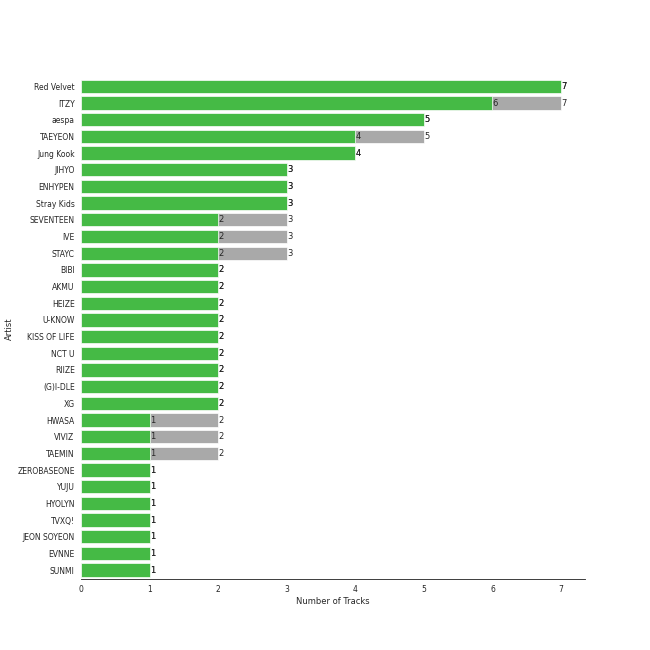 Red Velvet 7
ITZY 6 7
aespa 5
TAEYEON 4 5
Jung Kook 4
JIHYO 3
ENHYPEN 3
Stray Kids 3
SEVENTEEN 2 3
IVE 2 3
STAYC 2 3
BIBI 2
AKMU 2
HEIZE 2
U-KNOW 2
KISS OF LIFE 2
NCT U 2
RIIZE 2
(G)I-DLE 2
XG 2
HWASA 1 2
VIVIZ 1 2
TAEMIN 1 2
ZEROBASEONE 1
YUJU 1
HYOLYN 1
TVXQ! 1
JEON SOYEON 1
EVNNE 1
SUNMI 1
0 1 2 3 4 5 6 7
Number of Tracks
Artist